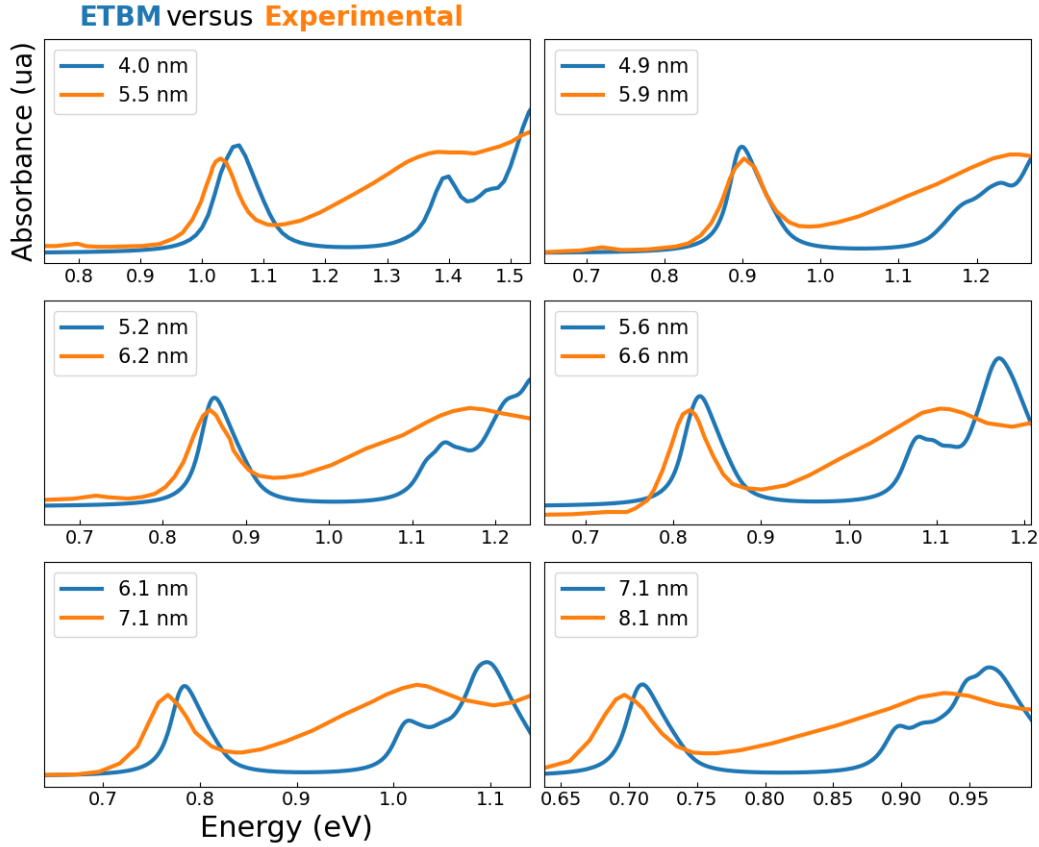 ETBM versus Experimental
Absorbance (ua)
4.0 nm
5.5 nm
0.8 0.9 1.0 1.1 1.2 1.3 1.4 1.5
4.9 nm
5.9 nm
0.7 0.8 0.9 1.0 1.1 1.2
5.2 nm
6.2 nm
0.7 0.8 0.9 1.0 1.1 1.2
5.6 nm
6.6 nm
0.7 0.8 0.9 1.0 1.1 1.2
6.1 nm
7.1 nm
0.7 0.8 0.9 1.0 1.1
7.1 nm
8.1 nm
0.65 0.70 0.75 0.80 0.85 0.90 0.95
Energy (eV)